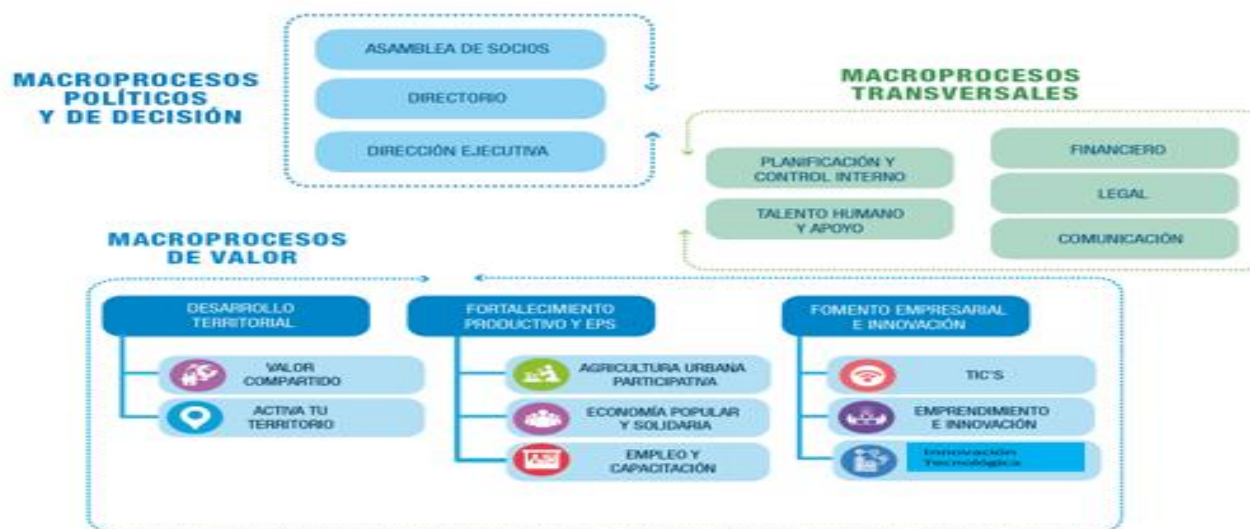 MACROPROCESOS
POLÍTICOS
Y DE DECISIÓN
ASAMBLEA DE SOCIOS
DIRECTORIO
DIRECCIÓN EJECUTIVA
MACROPROCESOS
TRANSVERSALES
PLANIFICACIÓN Y
CONTROL INTERNO
TALENTO HUMANO
Y APOYO
FINANCIERO
LEGAL
COMUNICACIÓN
MACROPROCESOS
DE VALOR
DESARROLLO
TERRITORIAL
VALOR
COMPARTIDO
ACTIVA TU
TERRITORIO
FORTALECIMIENTO
PRODUCTIVO Y EPS
AGRICULTURA URBANA
PARTICIPATIVA
ECONOMÍA POPULAR
Y SOLIDARIA
EMPLEO Y
CAPACITACIÓN
FOMENTO EMPRESARIAL
E INNOVACIÓN
TIC'S
EMPRENDIMIENTO
E INNOVACIÓN
Innovación
Tecnológica